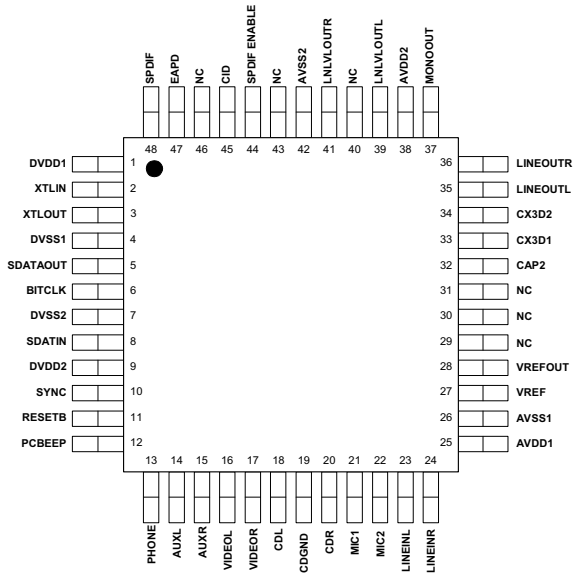 SPDIF EAPD NC CID SPDIF ENABLE NC AVSS2 LNLVLOUTR NC LNLVLOUTL AVDD2 MONOOUT
48 47 46 45 44 43 42 41 40 39 38 37
DVDD1 1 36 LINEOUTR
XTLIN 2 35 LINEOUTL
XTLOUT 3 34 CX3D2
DVSS1 4 33 CX3D1
SDATAOUT 5 32 CAP2
BITCLK 6 31 NC
DVSS2 7 30 NC
SDATIN 8 29 NC
DVDD2 9 28 VREFOUT
SYNC 10 27 VREF
RESETB 11 26 AVSS1
PCBEEP 12 25 AVDD1
13 14 15 16 17 18 19 20 21 22 23 24
PHONE AUXL AUXR VIDEOL VIDEOR CDL CDGND CDR MIC1 MIC2 LINEINL LINEINR